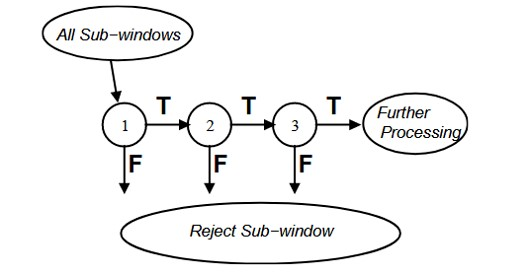 All Sub-windows
T T T
1 2 3
Further
Processing
F F F
Reject Sub-window